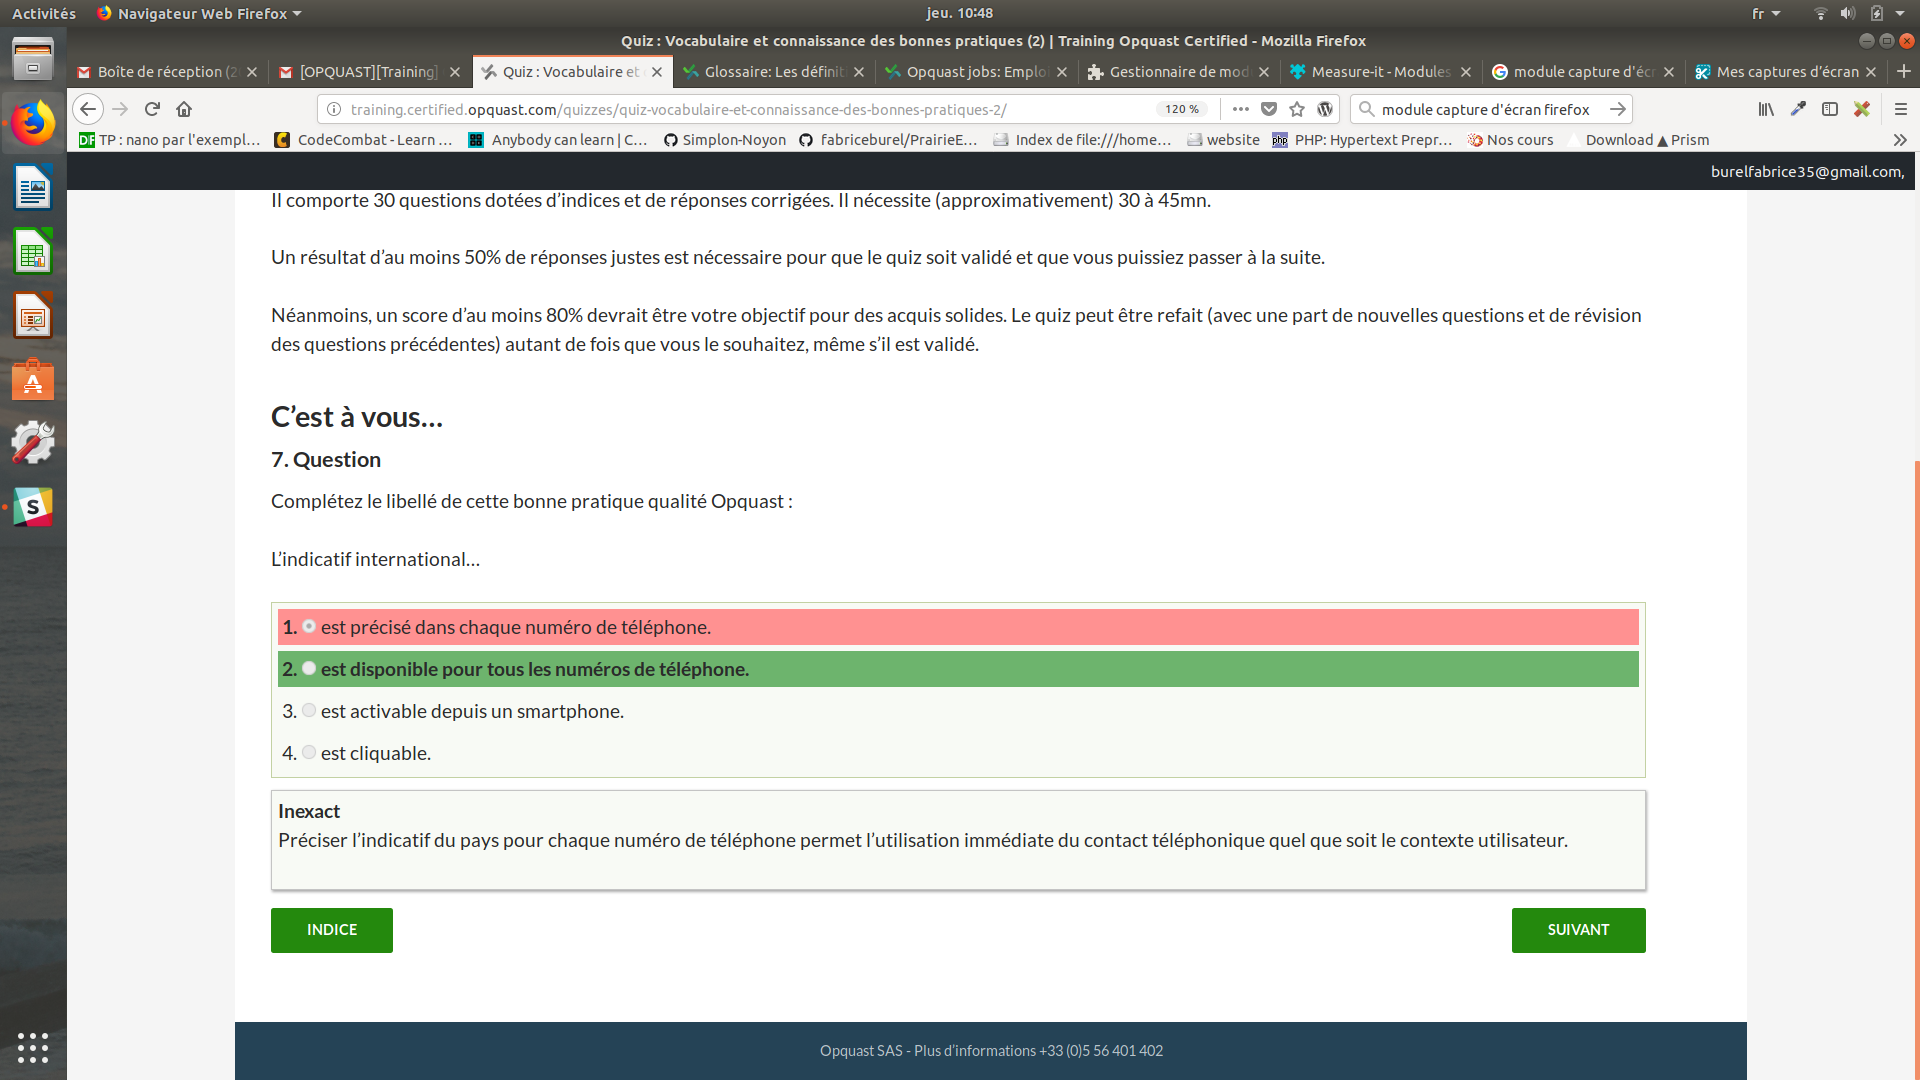 Activités
Navigateur Web Firefox
jeu. 10:48
fr
Quiz : Vocabulaire et connaissance des bonnes pratiques (2) | Training Opquast Certified - Mozilla Firefox
Boîte de réception (2
[OPQUAST][Training]
Quiz : Vocabulaire et
Glossaire: Les définit
Opquast jobs: Emplo
Gestionnaire de mod
Measure-it - Modules
module capture d'écr
Mes captures d'écran
training.certified.opquast.com/quizzes/quiz-vocabulaire-et-connaissance-des-bonnes-pratiques-2/
120 %
module capture d'écran firefox
TP : nano par l'exempl…
CodeCombat - Learn …
Anybody can learn | C…
Simplon-Noyon
fabriceburel/PrairieE…
Index de file:///home…
website
PHP: Hypertext Prepr…
Nos cours
Download ▲ Prism
burelfabrice35@gmail.com,
Il comporte 30 questions dotées d’indices et de réponses corrigées. Il nécessite (approximativement) 30 à 45mn.
Un résultat d’au moins 50% de réponses justes est nécessaire pour que le quiz soit validé et que vous puissiez passer à la suite.
Néanmoins, un score d’au moins 80% devrait être votre objectif pour des acquis solides. Le quiz peut être refait (avec une part de nouvelles questions et de révision
des questions précédentes) autant de fois que vous le souhaitez, même s’il est validé.
C’est à vous…
7. Question
Complétez le libellé de cette bonne pratique qualité Opquast :
L’indicatif international…
1. est précisé dans chaque numéro de téléphone.
2. est disponible pour tous les numéros de téléphone.
3. est activable depuis un smartphone.
4. est cliquable.
Inexact
Préciser l’indicatif du pays pour chaque numéro de téléphone permet l’utilisation immédiate du contact téléphonique quel que soit le contexte utilisateur.
INDICE
SUIVANT
Opquast SAS - Plus d’informations +33 (0)5 56 401 402